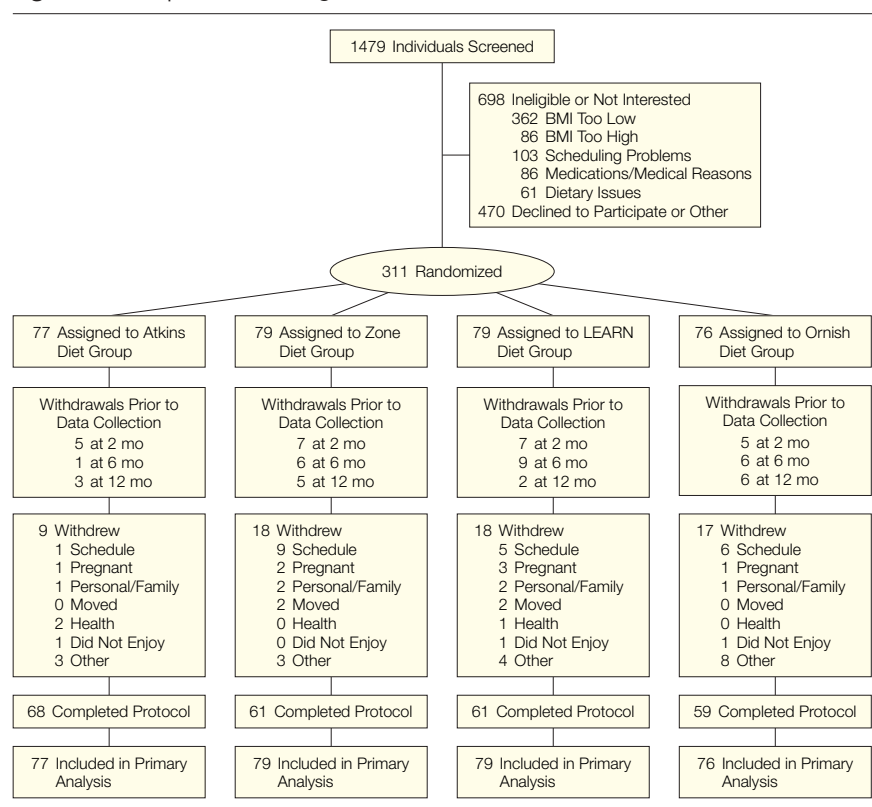 1479 Individuals Screened
698 Ineligible or Not Interested
362 BMI Too Low
86 BMI Too High
103 Scheduling Problems
86 Medications/Medical Reasons
61 Dietary Issues
470 Declined to Participate or Other
311 Randomized
77 Assigned to Atkins
Diet Group
79 Assigned to Zone
Diet Group
79 Assigned to LEARN
Diet Group
76 Assigned to Ornish
Diet Group
Withdrawals Prior to
Data Collection
5 at 2 mo
1 at 6 mo
3 at 12 mo
Withdrawals Prior to
Data Collection
7 at 2 mo
6 at 6 mo
5 at 12 mo
Withdrawals Prior to
Data Collection
7 at 2 mo
9 at 6 mo
2 at 12 mo
Withdrawals Prior to
Data Collection
5 at 2 mo
6 at 6 mo
6 at 12 mo
9 Withdrew
1 Schedule
1 Pregnant
1 Personal/Family
0 Moved
2 Health
1 Did Not Enjoy
3 Other
18 Withdrew
9 Schedule
2 Pregnant
2 Personal/Family
2 Moved
0 Health
0 Did Not Enjoy
3 Other
18 Withdrew
5 Schedule
3 Pregnant
2 Personal/Family
2 Moved
1 Health
1 Did Not Enjoy
4 Other
17 Withdrew
6 Schedule
1 Pregnant
1 Personal/Family
0 Moved
0 Health
1 Did Not Enjoy
8 Other
68 Completed Protocol
61 Completed Protocol
61 Completed Protocol
59 Completed Protocol
77 Included in Primary
Analysis
79 Included in Primary
Analysis
79 Included in Primary
Analysis
76 Included in Primary
Analysis